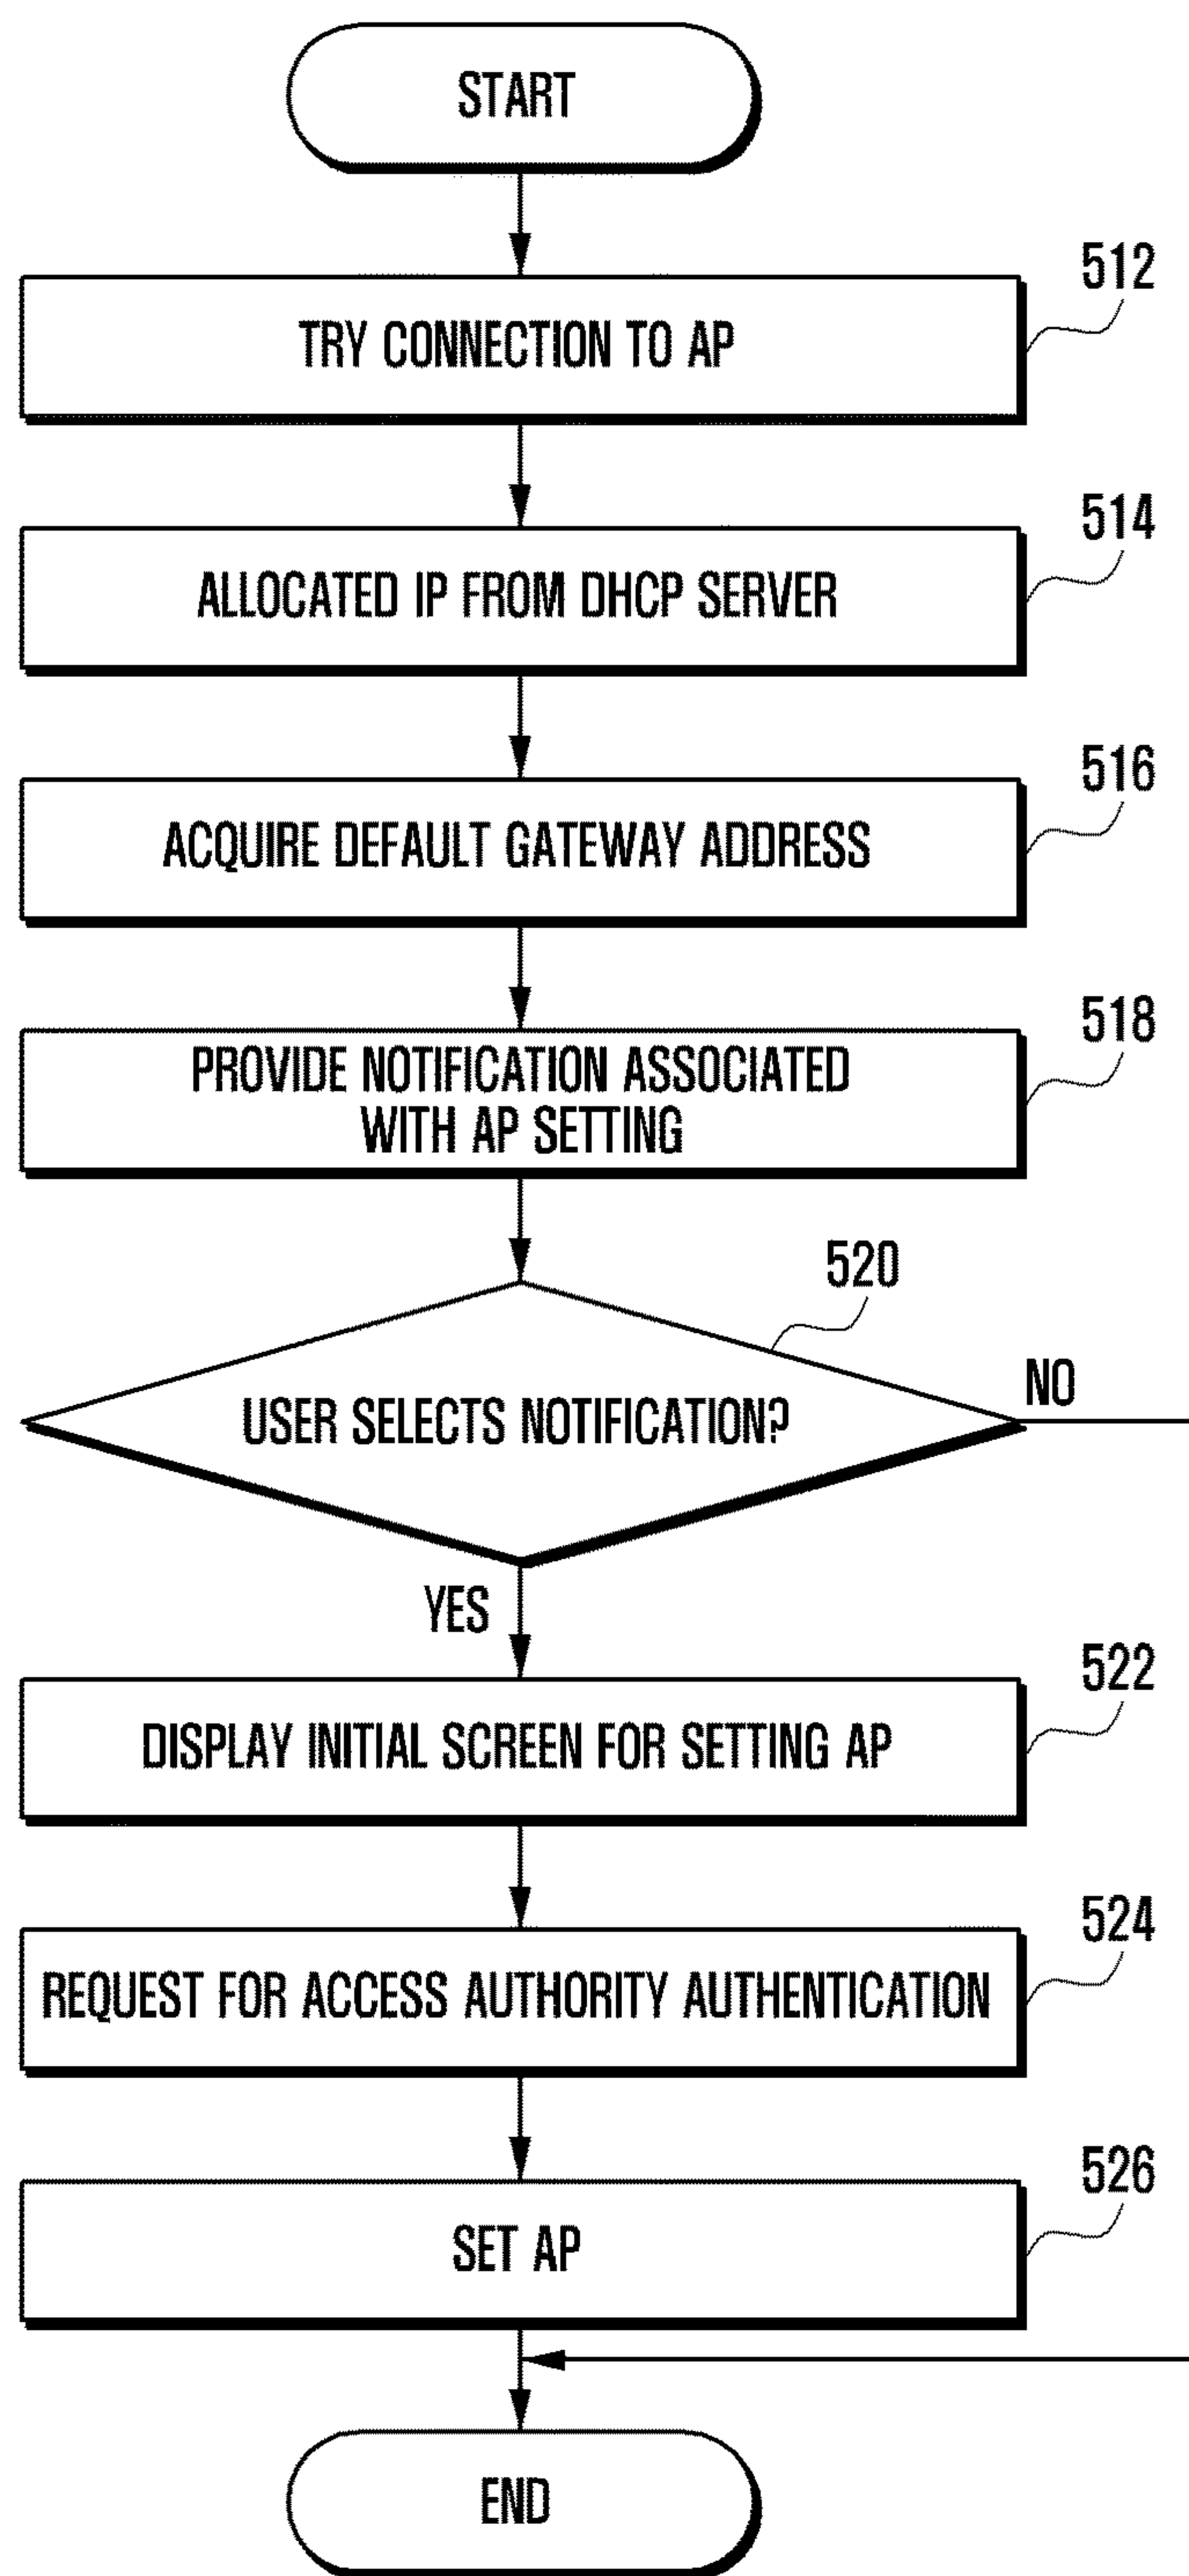 START
512
TRY CONNECTION TO AP
514
ALLOCATED IP FROM DHCP SERVER
516
ACQUIRE DEFAULT GATEWAY ADDRESS
518
PROVIDE NOTIFICATION ASSOCIATED
WITH AP SETTING
520
USER SELECTS NOTIFICATION?
NO
YES
522
DISPLAY INITIAL SCREEN FOR SETTING AP
524
REQUEST FOR ACCESS AUTHORITY AUTHENTICATION
526
SET AP
END